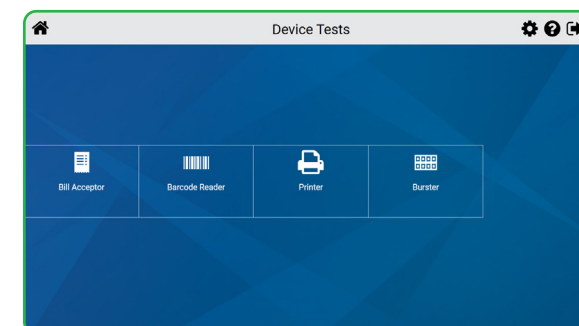 Device Tests
Bill Acceptor
Barcode Reader
Printer
Burster